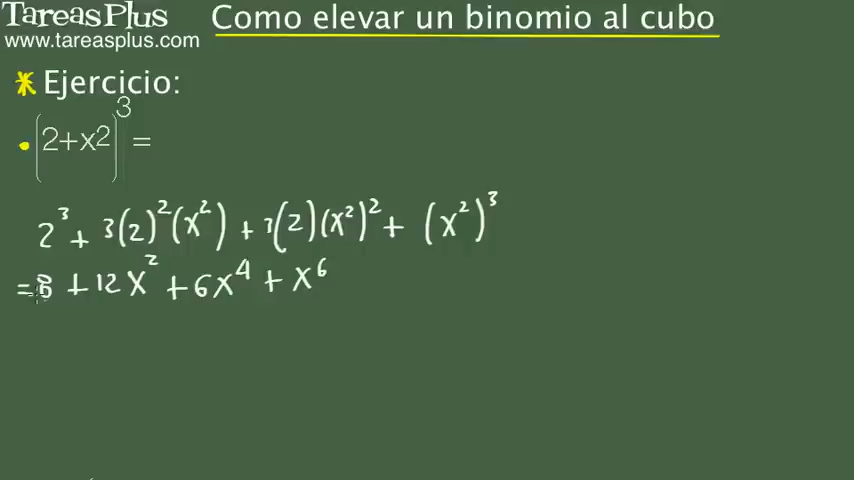 TareasPlus
www.tareasplus.com
Como elevar un binomio al cubo
* Ejercicio:
• (2+x2)³ =
2³ + 3(2)²(x²) + 3(2)(x²)² + (x²)³
= 8 + 12x² + 6x⁴ + x⁶